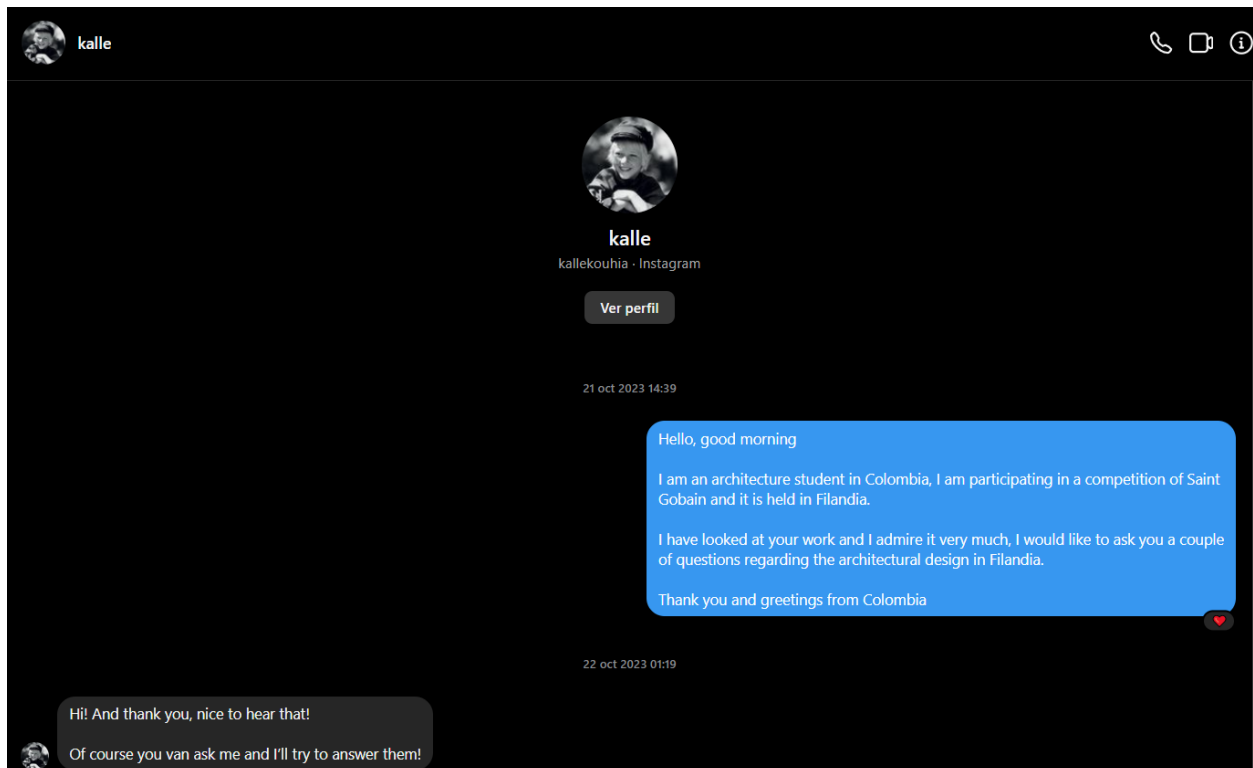 kalle
kalle
kallekouhia · Instagram
Ver perfil
21 oct 2023 14:39
Hello, good morning
I am an architecture student in Colombia, I am participating in a competition of Saint
Gobain and it is held in Filandia.
I have looked at your work and I admire it very much, I would like to ask you a couple
of questions regarding the architectural design in Filandia.
Thank you and greetings from Colombia
22 oct 2023 01:19
Hi! And thank you, nice to hear that!
Of course you van ask me and I'll try to answer them!